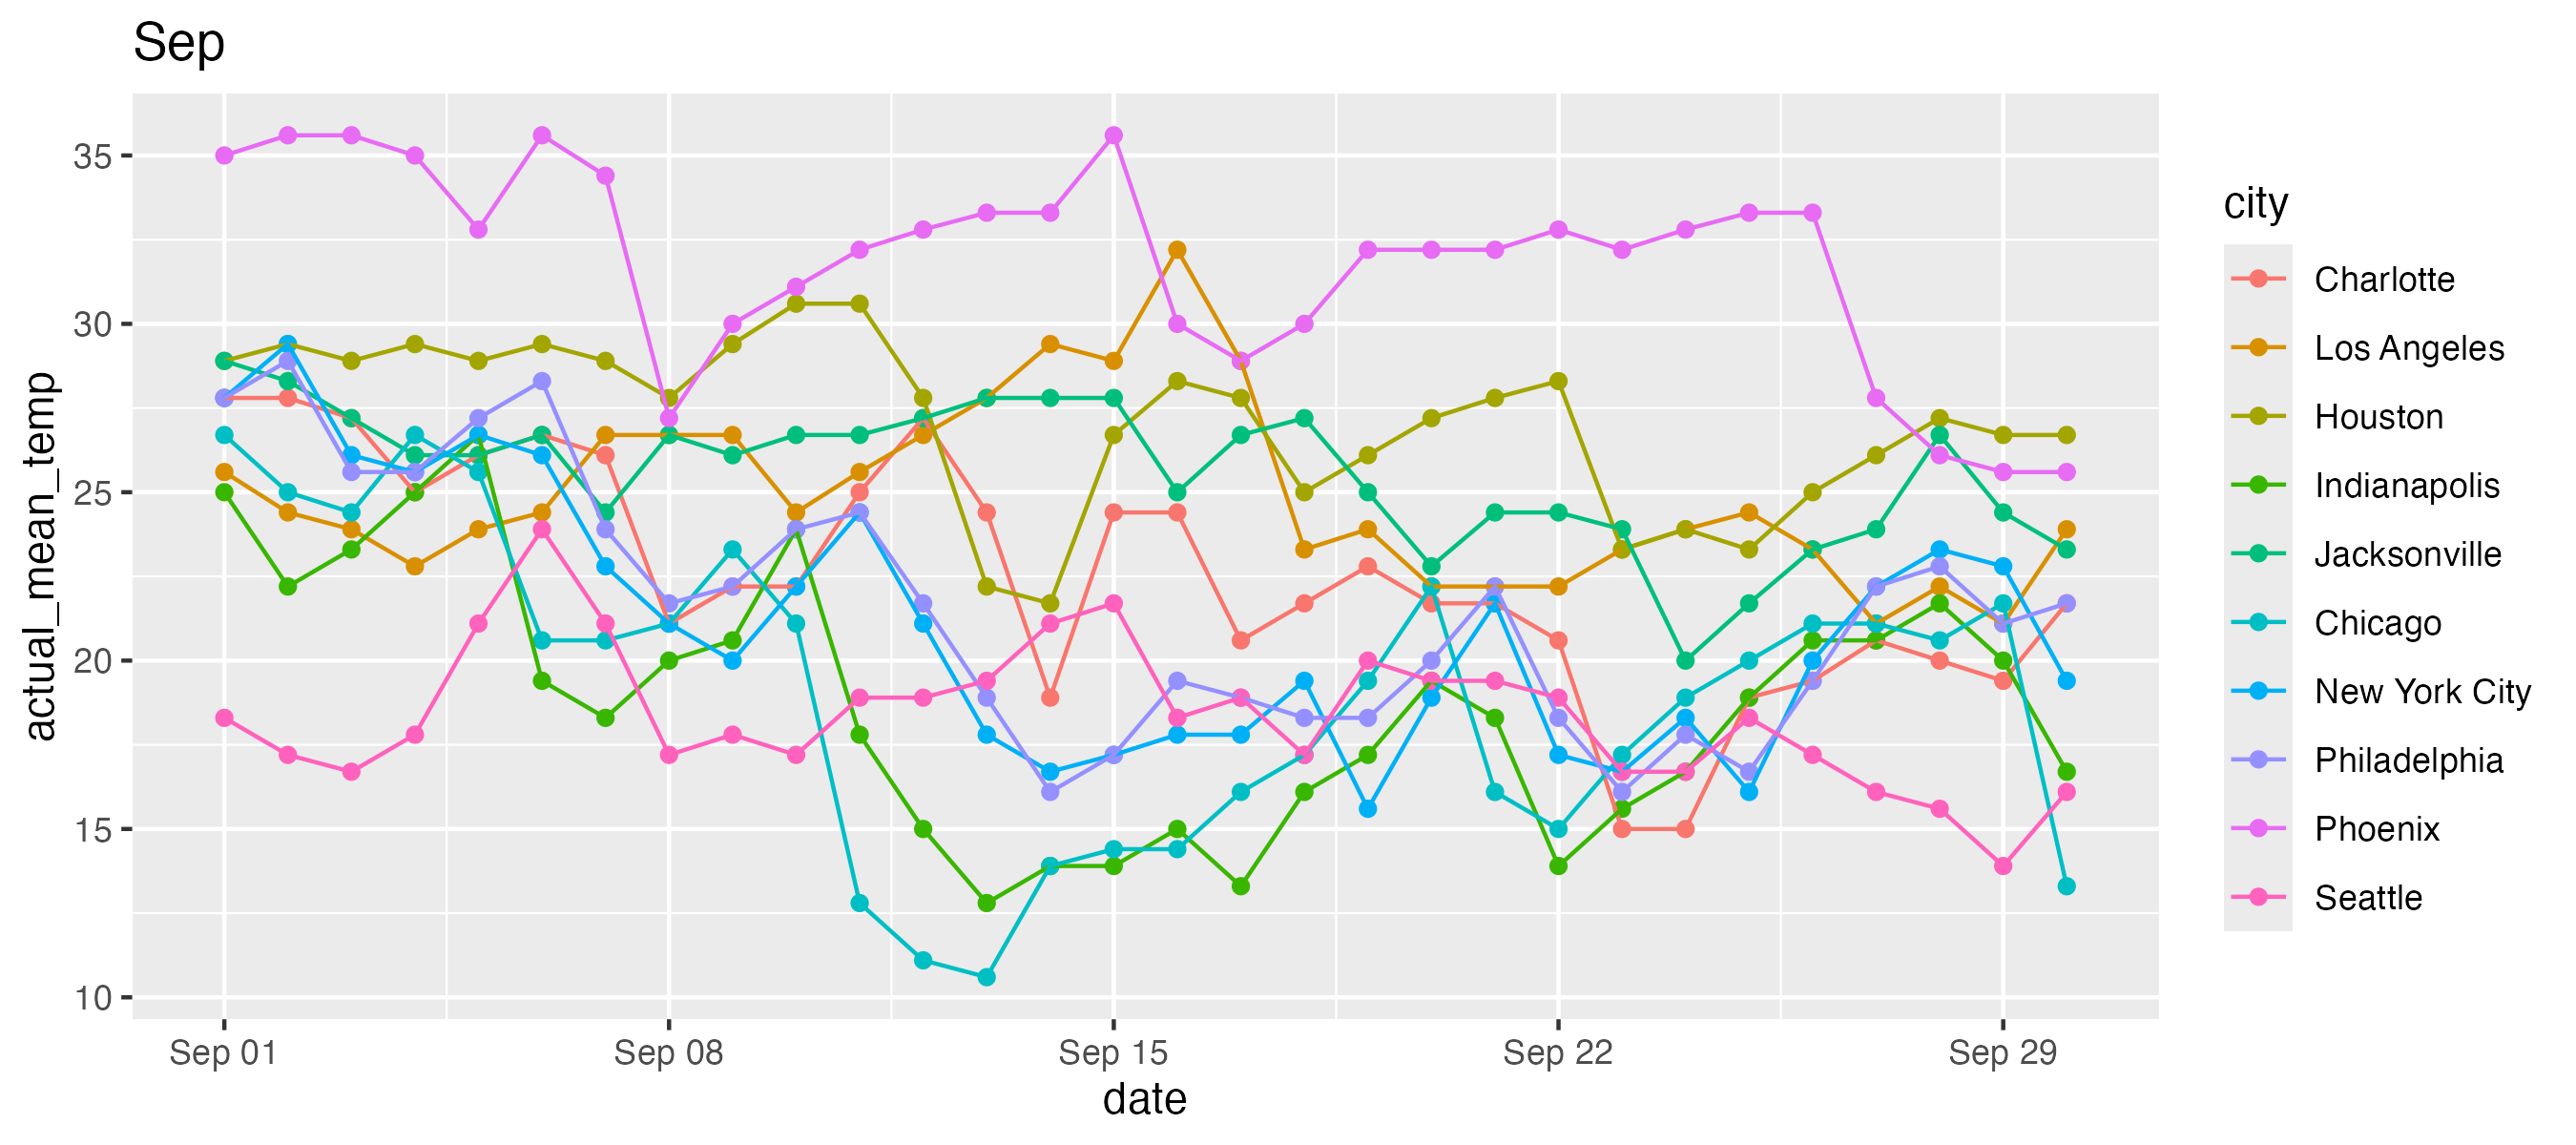 Sep
35
30
25
20
15
10
actual_mean_temp
Sep 01
Sep 08
Sep 15
Sep 22
Sep 29
date
city
Charlotte
Los Angeles
Houston
Indianapolis
Jacksonville
Chicago
New York City
Philadelphia
Phoenix
Seattle